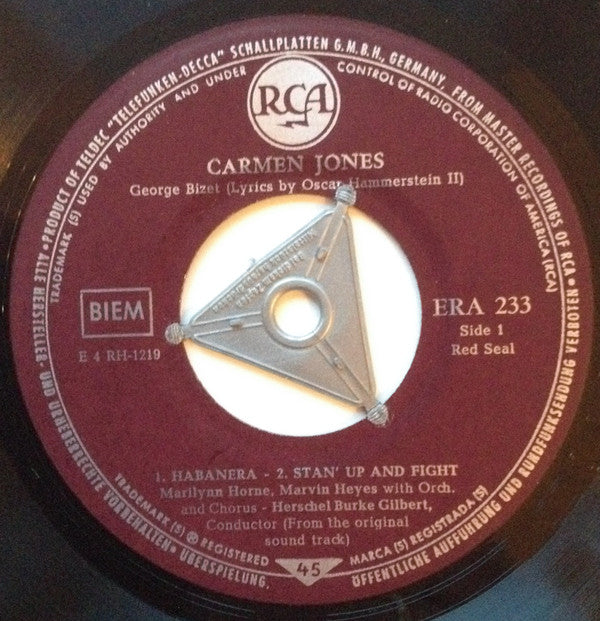 • PRODUCT OF TELDEC "TELEFUNKEN-DECCA" SCHALLPLATTEN G.M.B.H., GERMANY, FROM MASTER RECORDINGS OF RCA •
TRADEMARK (S) USED BY AUTHORITY AND UNDER CONTROL OF RADIO CORPORATION OF AMERICA (RCA)
RCA
CARMEN JONES
George Bizet (Lyrics by Oscar Hammerstein II)
BIEM
E 4 RH-1219
ERA 233
Side 1
Red Seal
1. HABANERA - 2. STAN' UP AND FIGHT
Marilynn Horne, Marvin Heyes with Orch.
and Chorus - Herschel Burke Gilbert,
Conductor (From the original
sound track)
TRADEMARK (S) ® REGISTERED
MARCA (S) REGISTRADA (S)
45
ALLE HERSTELLER- UND URHEBERRECHTE VORBEHALTEN • ÜBERSPIELUNG, ÖFFENTLICHE AUFFÜHRUNG UND RUNDFUNKSENDUNG VERBOTEN